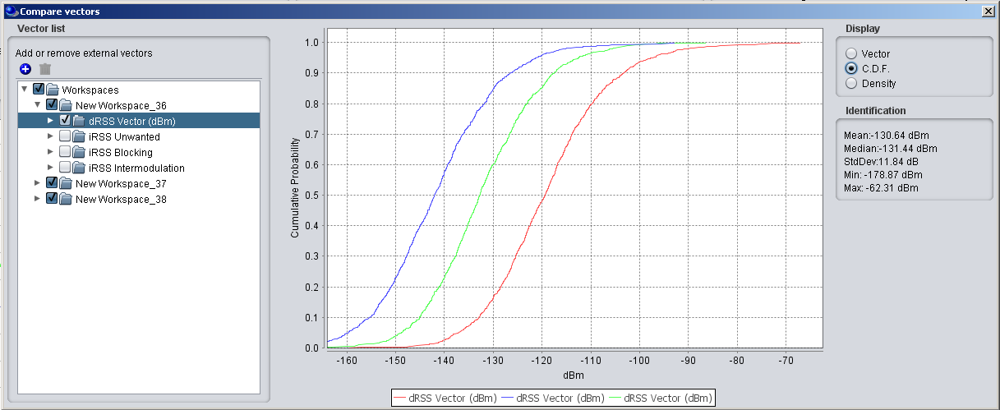 Compare vectors
Vector list
Add or remove external vectors
Workspaces
New Workspace_36
dRSS Vector (dBm)
iRSS Unwanted
iRSS Blocking
iRSS Intermodulation
New Workspace_37
New Workspace_38
Cumulative Probability
1.0
0.9
0.8
0.7
0.6
0.5
0.4
0.3
0.2
0.1
0.0
-160 -150 -140 -130 -120 -110 -100 -90 -80 -70
dBm
dRSS Vector (dBm) dRSS Vector (dBm) dRSS Vector (dBm)
Display
Vector
C.D.F.
Density
Identification
Mean:-130.64 dBm
Median:-131.44 dBm
StdDev:11.84 dB
Min: -178.87 dBm
Max: -62.31 dBm